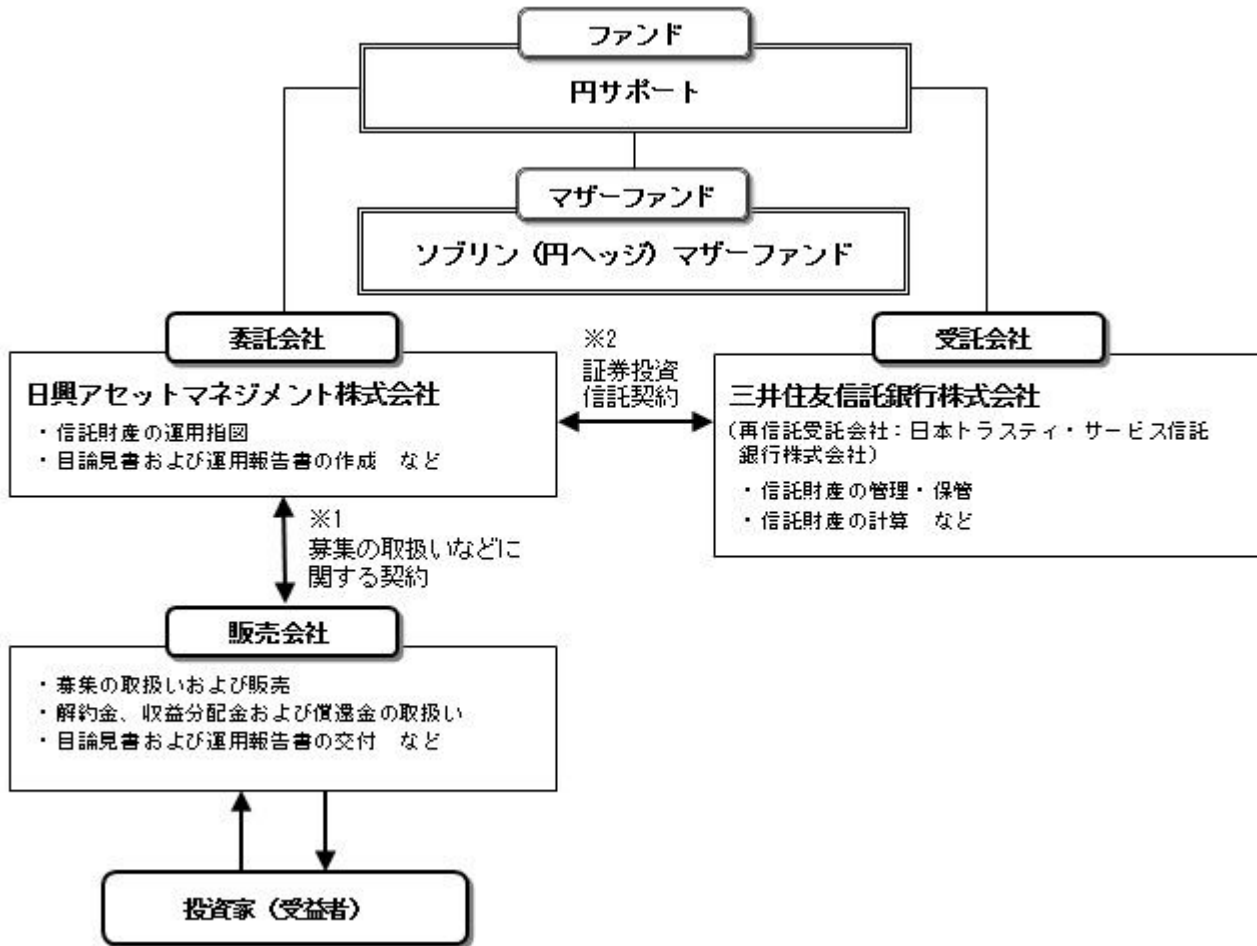 ファンド
円サポート
マザーファンド
ソブリン（円ヘッジ）マザーファンド
委託会社
日興アセットマネジメント株式会社
・信託財産の運用指図
・目論見書および運用報告書の作成　など
※2
証券投資
信託契約
受託会社
三井住友信託銀行株式会社
（再信託受託会社：日本トラスティ・サービス信託
銀行株式会社）
・信託財産の管理・保管
・信託財産の計算　など
※1
募集の取扱いなどに
関する契約
販売会社
・募集の取扱いおよび販売
・解約金、収益分配金および償還金の取扱い
・目論見書および運用報告書の交付　など
投資家（受益者）